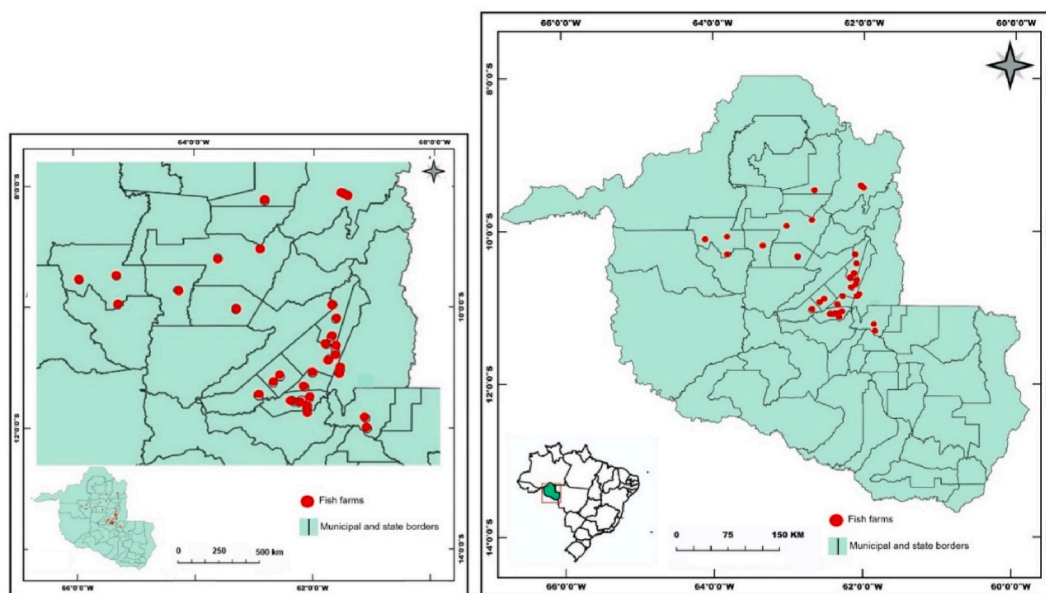 64°0'0"W 60°0'0"W
8°0'0"S
10°0'0"S
12°0'0"S
14°0'0"S
Fish farms
Municipal and state borders
0 250 500 km
66°0'0"W 62°0'0"W
66°0'0"W 64°0'0"W 62°0'0"W 60°0'0"W
8°0'0"S
10°0'0"S
12°0'0"S
14°0'0"S
Fish farms
0 75 150 KM
Municipal and state borders
66°0'0"W 64°0'0"W 62°0'0"W 60°0'0"W